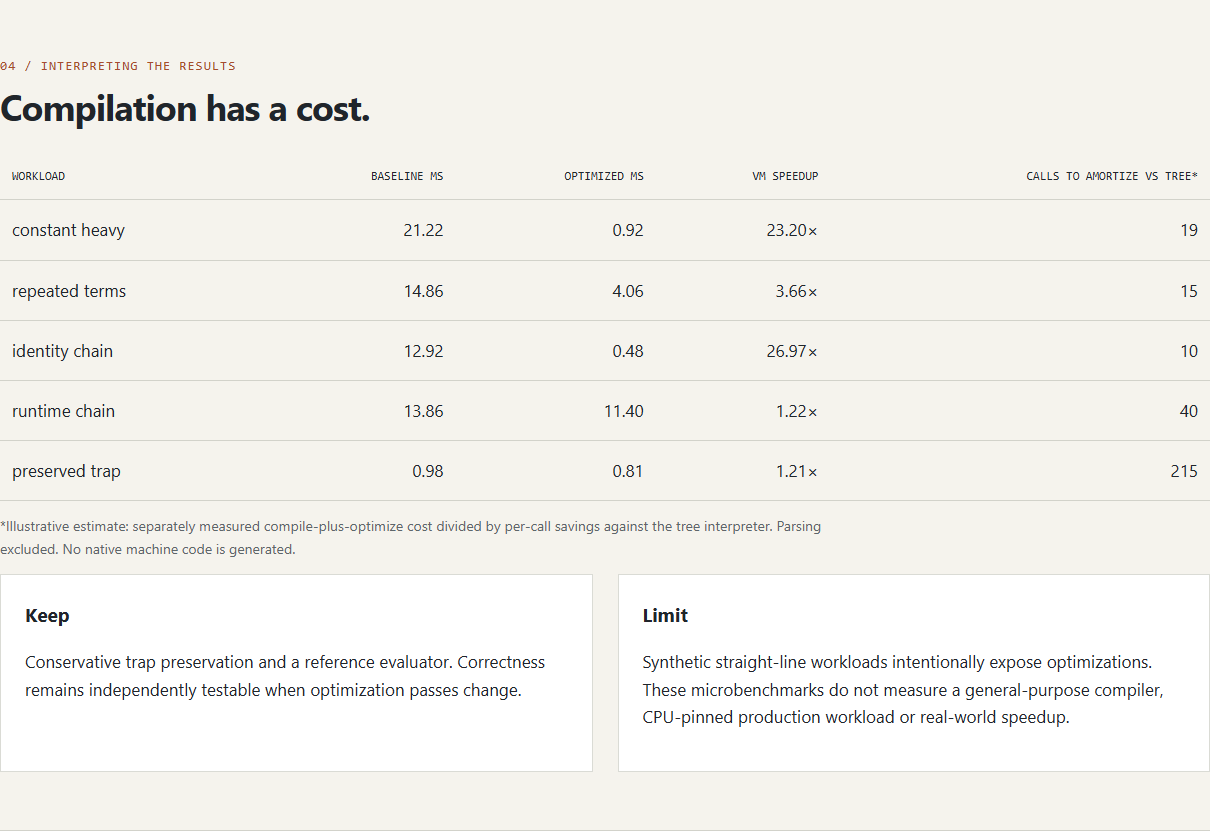 04 / INTERPRETING THE RESULTS
Compilation has a cost.
WORKLOAD BASELINE MS OPTIMIZED MS VM SPEEDUP CALLS TO AMORTIZE VS TREE*
constant heavy 21.22 0.92 23.20× 19
repeated terms 14.86 4.06 3.66× 15
identity chain 12.92 0.48 26.97× 10
runtime chain 13.86 11.40 1.22× 40
preserved trap 0.98 0.81 1.21× 215
*Illustrative estimate: separately measured compile-plus-optimize cost divided by per-call savings against the tree interpreter. Parsing
excluded. No native machine code is generated.
Keep
Conservative trap preservation and a reference evaluator. Correctness
remains independently testable when optimization passes change.
Limit
Synthetic straight-line workloads intentionally expose optimizations.
These microbenchmarks do not measure a general-purpose compiler,
CPU-pinned production workload or real-world speedup.